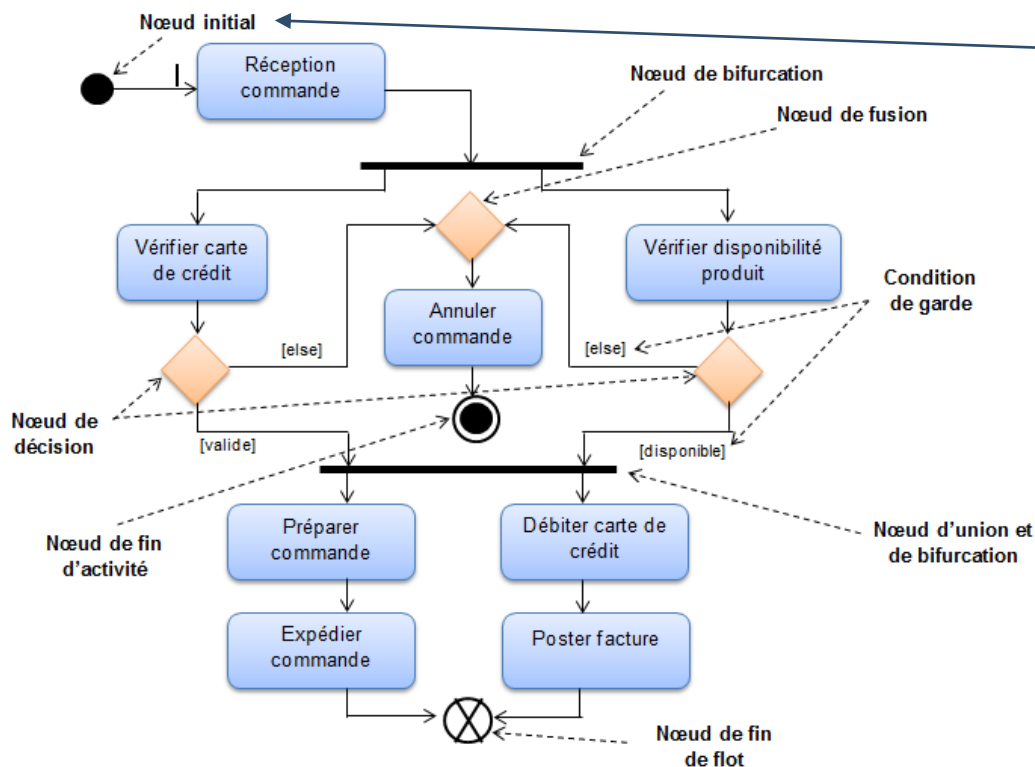 Nœud initial
Réception
commande
Nœud de bifurcation
Nœud de fusion
Vérifier carte
de crédit
Vérifier disponibilité
produit
Condition
de garde
Annuler
commande
[else]
[else]
Nœud de
décision
[valide]
[disponible]
Nœud de fin
d'activité
Préparer
commande
Débiter carte de
crédit
Nœud d'union et
de bifurcation
Expédier
commande
Poster facture
Nœud de fin
de flot